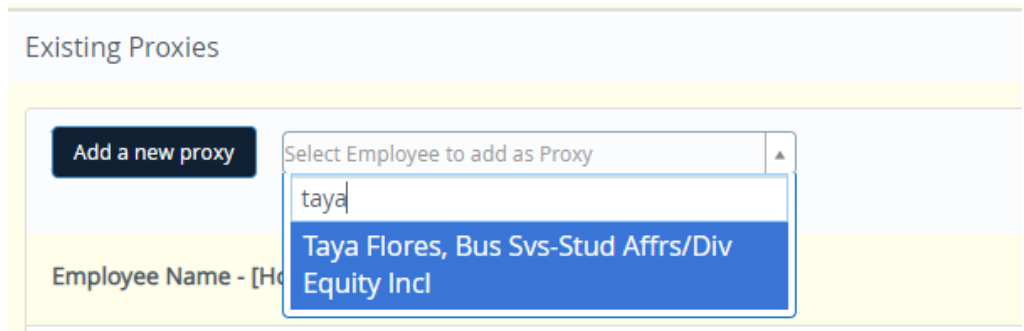 Existing Proxies
Add a new proxy
Select Employee to add as Proxy
taya
Taya Flores, Bus Svs-Stud Affrs/Div
Equity Incl
Employee Name - [Ho